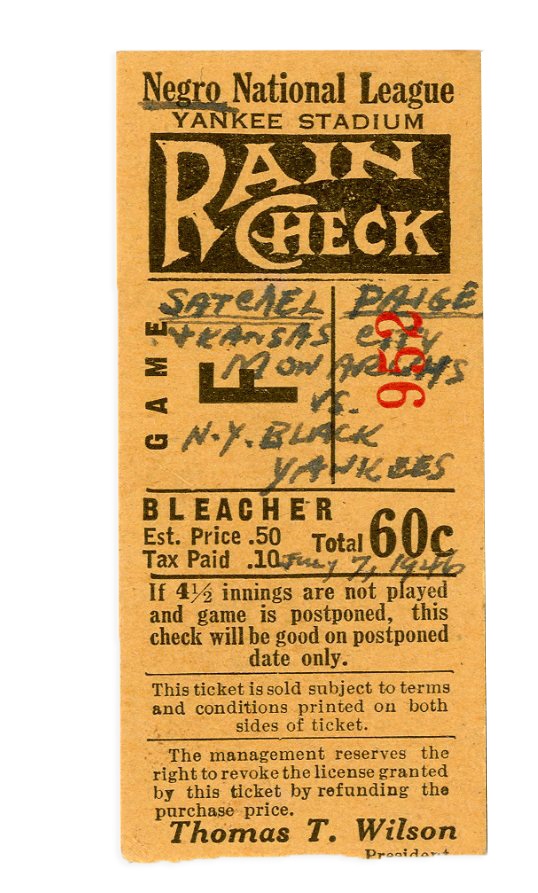 Negro National League
YANKEE STADIUM
RAIN
CHECK
SATCHEL PAIGE
+ KANSAS CITY
MONARCHS
VS.
N.Y. BLACK
YANKEES
GAME
F
952
BLEACHER
Est. Price .50
Tax Paid .10
Total 60c
July 7, 1946
If 4½ innings are not played
and game is postponed, this
check will be good on postponed
date only.
This ticket is sold subject to terms
and conditions printed on both
sides of ticket.
The management reserves the
right to revoke the license granted
by this ticket by refunding the
purchase price.
Thomas T. Wilson
President